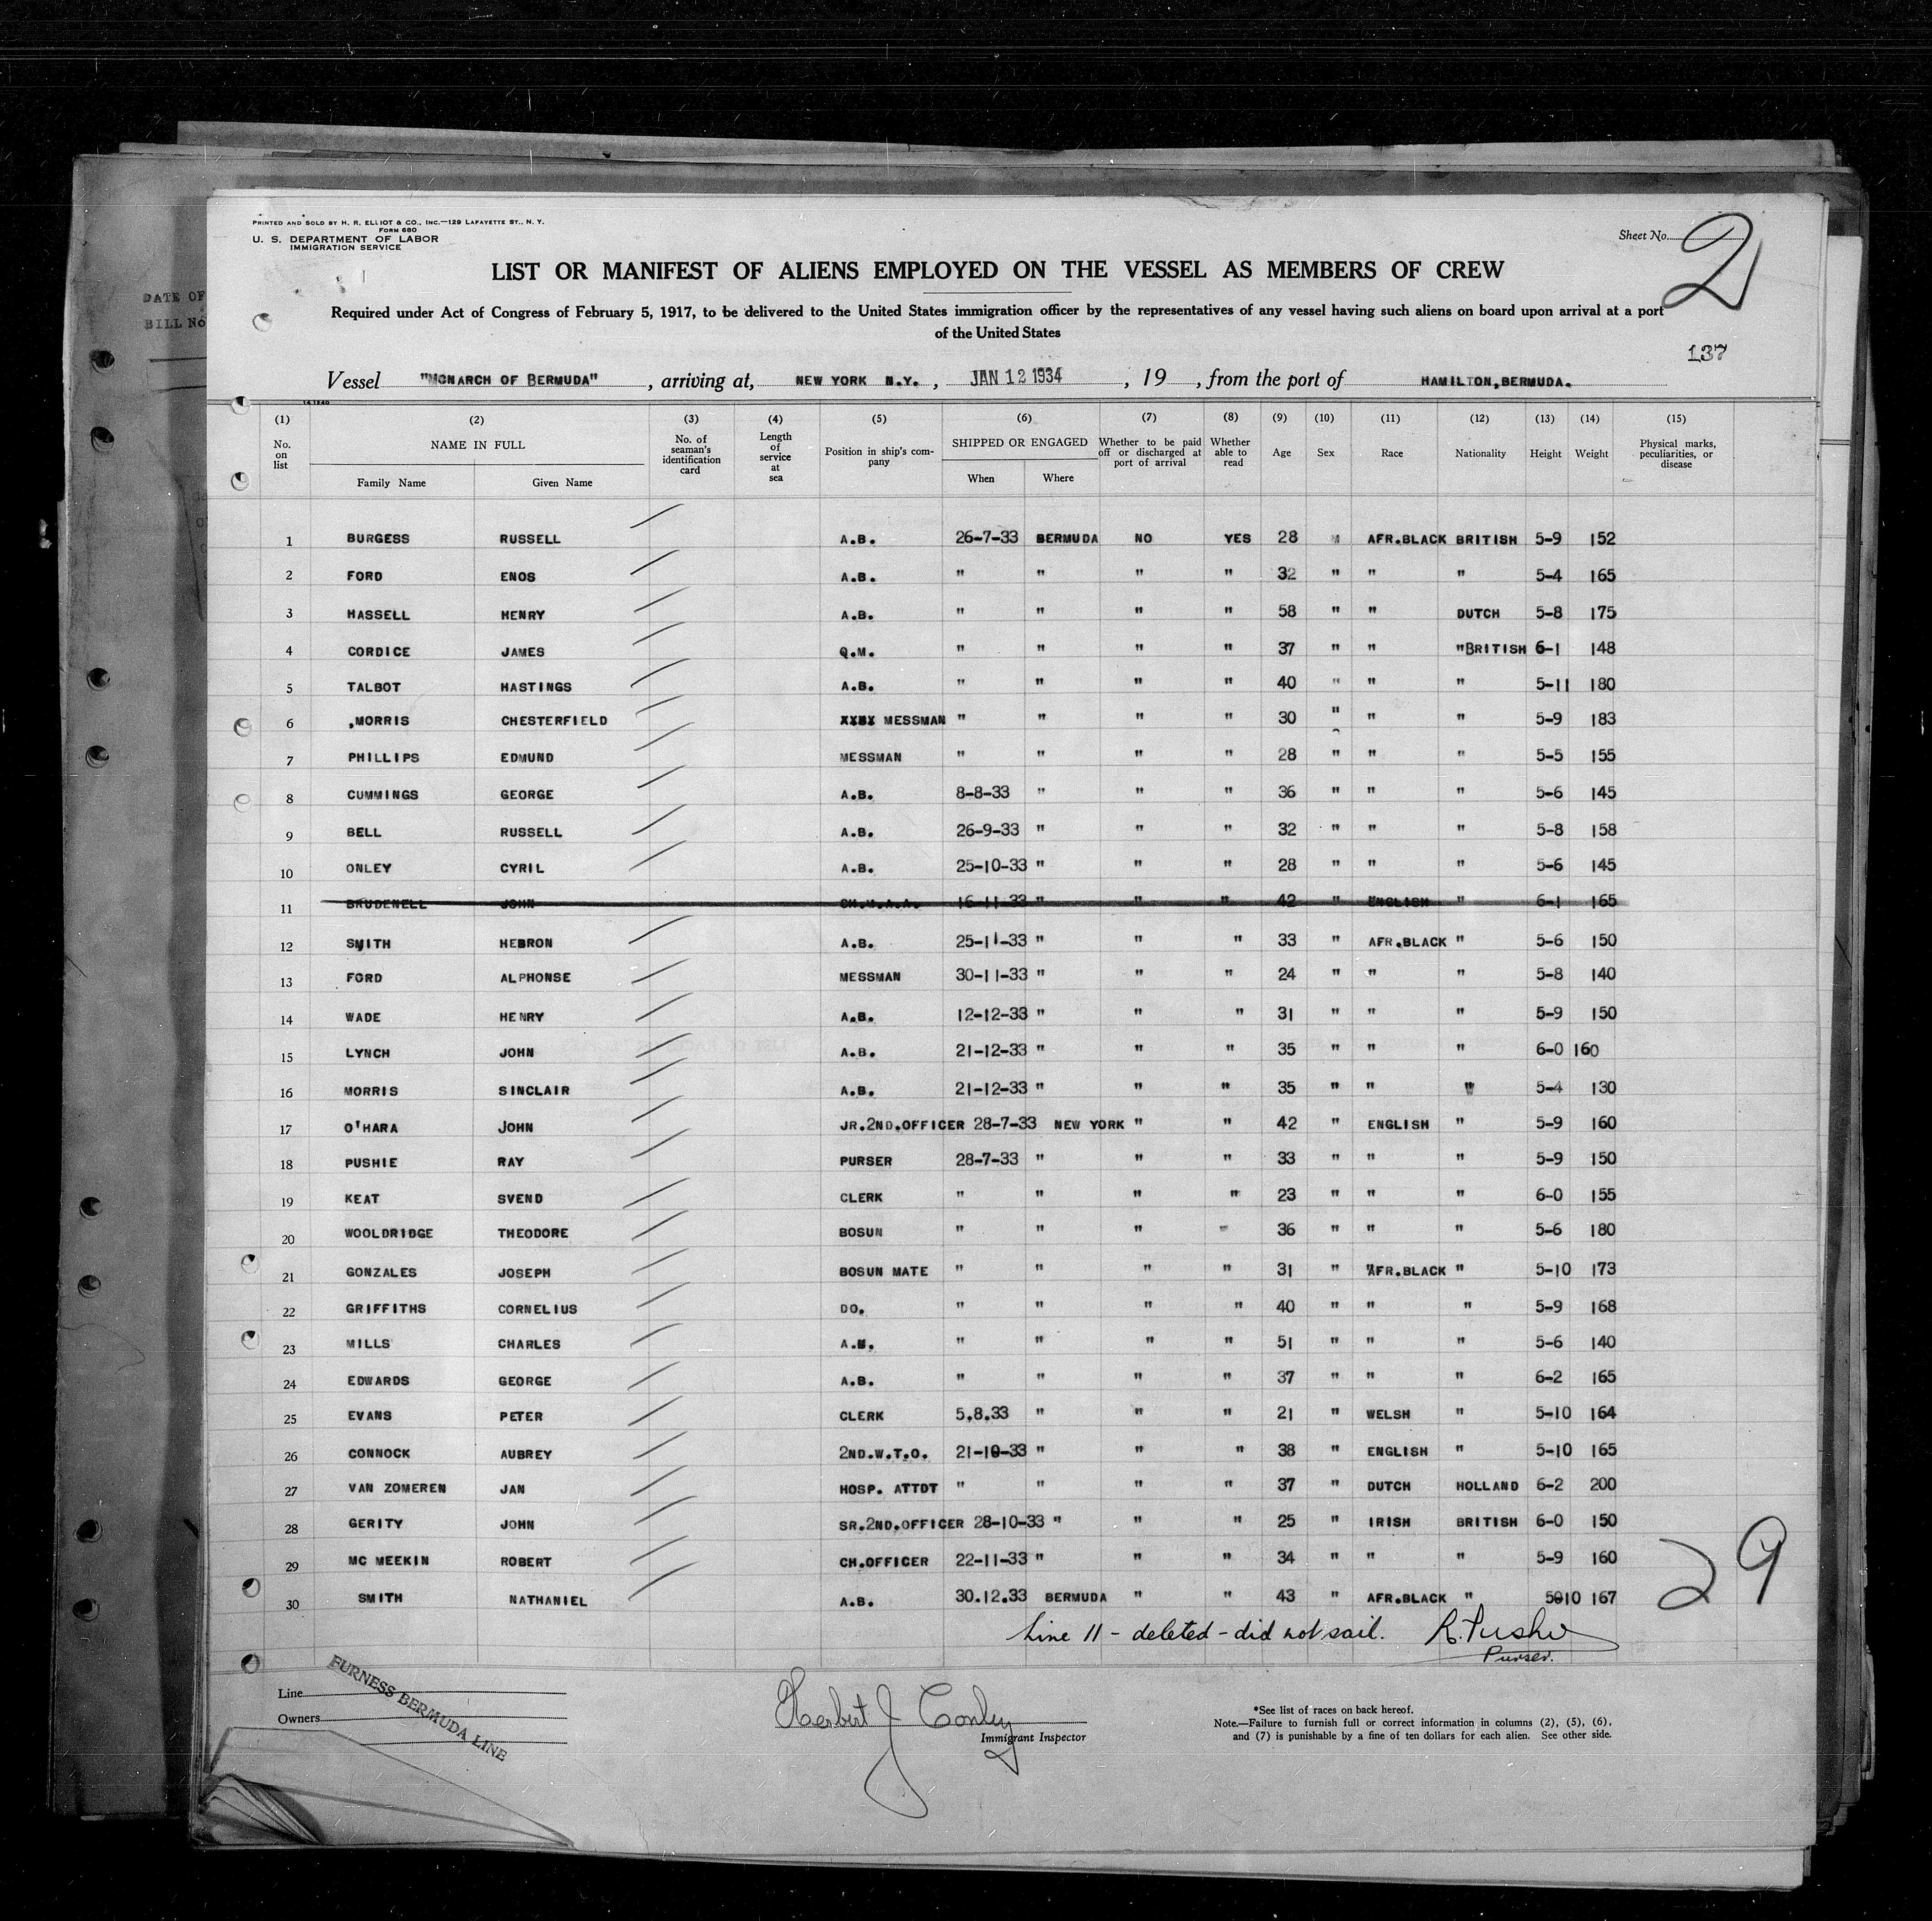 PRINTED AND SOLD BY H. R. ELLIOT & CO., INC.—129 LAFAYETTE ST., N. Y.
FORM 680
U. S. DEPARTMENT OF LABOR
IMMIGRATION SERVICE
Sheet No. 2
DATE OF
BILL No
LIST OR MANIFEST OF ALIENS EMPLOYED ON THE VESSEL AS MEMBERS OF CREW
Required under Act of Congress of February 5, 1917, to be delivered to the United States immigration officer by the representatives of any vessel having such aliens on board upon arrival at a port
of the United States
137
Vessel "MONARCH OF BERMUDA", arriving at, NEW YORK N.Y., JAN 12 1934, 19 , from the port of HAMILTON, BERMUDA.
(1) (2) (3) (4) (5) (6) (7) (8) (9) (10) (11) (12) (13) (14) (15)
No. on list NAME IN FULL Family Name Given Name No. of seaman's identification card Length of service at sea Position in ship's company SHIPPED OR ENGAGED When Where Whether to be paid off or discharged at port of arrival Whether able to read Age Sex Race Nationality Height Weight Physical marks, peculiarities, or disease
1 BURGESS RUSSELL A.B. 26-7-33 BERMUDA NO YES 28 M AFR.BLACK BRITISH 5-9 152
2 FORD ENOS A.B. " " " " 32 " " " 5-4 165
3 HASSELL HENRY A.B. " " " " 58 " " DUTCH 5-8 175
4 CORDICE JAMES Q.M. " " " " 37 " " "BRITISH 6-1 148
5 TALBOT HASTINGS A.B. " " " " 40 " " " 5-11 180
6 ,MORRIS CHESTERFIELD XXBX MESSMAN " " " " 30 " " " 5-9 183
7 PHILLIPS EDMUND MESSMAN " " " " 28 " " " 5-5 155
8 CUMMINGS GEORGE A.B. 8-8-33 " " " 36 " " " 5-6 145
9 BELL RUSSELL A.B. 26-9-33 " " " 32 " " " 5-8 158
10 ONLEY CYRIL A.B. 25-10-33 " " " 28 " " " 5-6 145
11 BRUDENELL JOHN CH.M.A.A. 16-11-33 " " " 42 " ENGLISH " 6-1 165
12 SMITH HEBRON A.B. 25-11-33 " " " 33 " AFR.BLACK " 5-6 150
13 FORD ALPHONSE MESSMAN 30-11-33 " " " 24 " " " 5-8 140
14 WADE HENRY A.B. 12-12-33 " " " 31 " " " 5-9 150
15 LYNCH JOHN A.B. 21-12-33 " " " 35 " " " 6-0 160
16 MORRIS SINCLAIR A.B. 21-12-33 " " " 35 " " " 5-4 130
17 O'HARA JOHN JR.2ND.OFFICER 28-7-33 NEW YORK " " 42 " ENGLISH " 5-9 160
18 PUSHIE RAY PURSER 28-7-33 " " " 33 " " " 5-9 150
19 KEAT SVEND CLERK " " " " 23 " " " 6-0 155
20 WOOLDRIDGE THEODORE BOSUN " " " " 36 " " " 5-6 180
21 GONZALES JOSEPH BOSUN MATE " " " " 31 " "AFR.BLACK " 5-10 173
22 GRIFFITHS CORNELIUS DO. " " " " 40 " " " 5-9 168
23 MILLS CHARLES A.B. " " " " 51 " " " 5-6 140
24 EDWARDS GEORGE A.B. " " " " 37 " " " 6-2 165
25 EVANS PETER CLERK 5.8.33 " " " 21 " WELSH " 5-10 164
26 CONNOCK AUBREY 2ND.W.T.O. 21-10-33 " " " 38 " ENGLISH " 5-10 165
27 VAN ZOMEREN JAN HOSP. ATTDT " " " " 37 " DUTCH HOLLAND 6-2 200
28 GERITY JOHN SR.2ND.OFFICER 28-10-33 " " " 25 " IRISH BRITISH 6-0 150
29 MC MEEKIN ROBERT CH.OFFICER 22-11-33 " " " 34 " " " 5-9 160
30 SMITH NATHANIEL A.B. 30.12.33 BERMUDA " " 43 " AFR.BLACK " 5010 167
29
Line 11 - deleted - did not sail. R. Pushie
Purser.
Line
Owners
FURNESS BERMUDA LINE
Herbert J Conley
Immigrant Inspector
*See list of races on back hereof.
Note.—Failure to furnish full or correct information in columns (2), (5), (6),
and (7) is punishable by a fine of ten dollars for each alien. See other side.